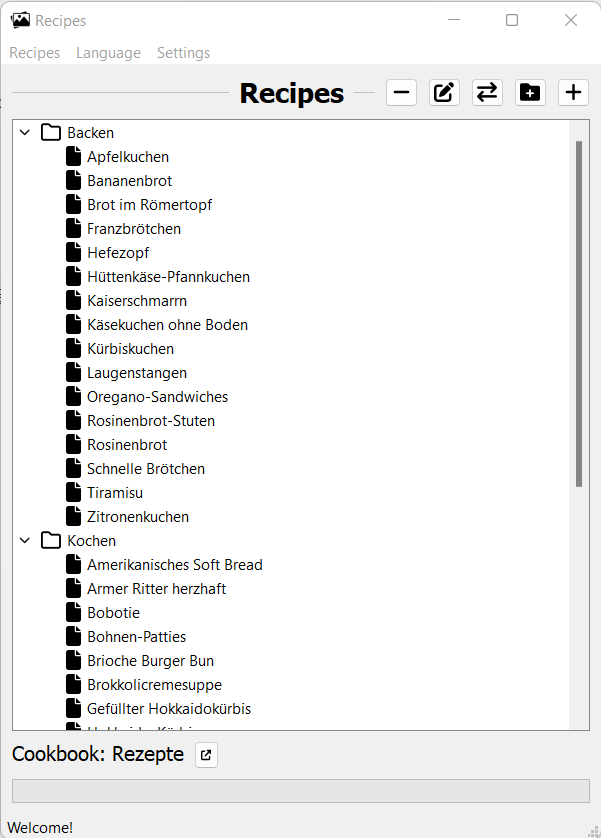 Recipes
Recipes Language Settings
Recipes
Backen
Apfelkuchen
Bananenbrot
Brot im Römertopf
Franzbrötchen
Hefezopf
Hüttenkäse-Pfannkuchen
Kaiserschmarrn
Käsekuchen ohne Boden
Kürbiskuchen
Laugenstangen
Oregano-Sandwiches
Rosinenbrot-Stuten
Rosinenbrot
Schnelle Brötchen
Tiramisu
Zitronenkuchen
Kochen
Amerikanisches Soft Bread
Armer Ritter herzhaft
Bobotie
Bohnen-Patties
Brioche Burger Bun
Brokkolicremesuppe
Gefüllter Hokkaidokürbis
Cookbook: Rezepte
Welcome!